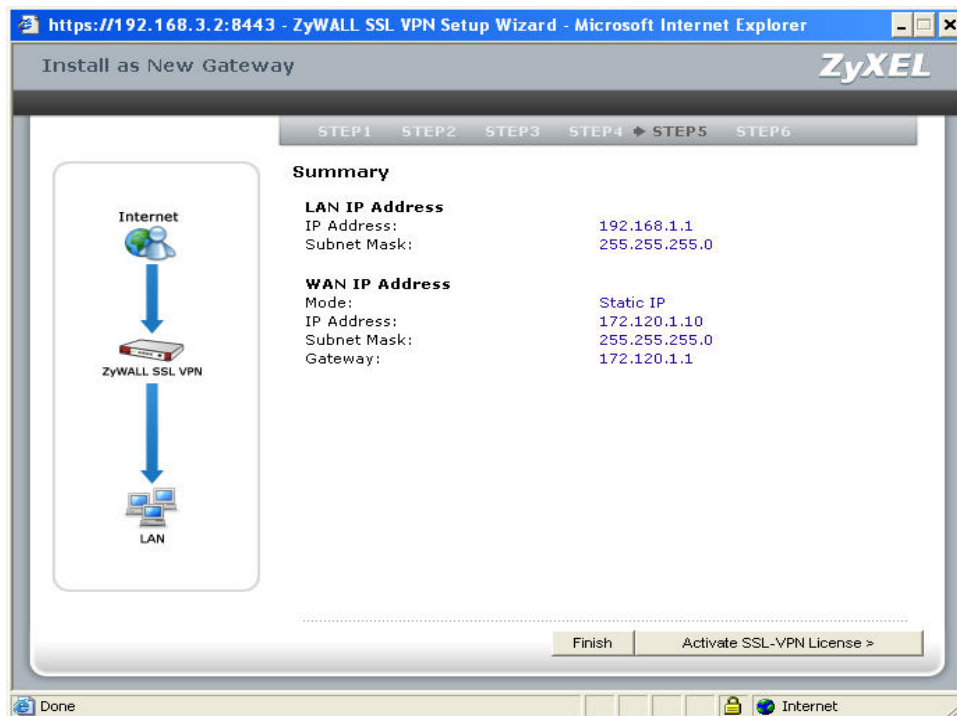 https://192.168.3.2:8443 - ZyWALL SSL VPN Setup Wizard - Microsoft Internet Explorer
Install as New Gateway
ZyXEL
STEP1 STEP2 STEP3 STEP4 STEP5 STEP6
Internet
ZyWALL SSL VPN
LAN
Summary
LAN IP Address
IP Address: 192.168.1.1
Subnet Mask: 255.255.255.0
WAN IP Address
Mode: Static IP
IP Address: 172.120.1.10
Subnet Mask: 255.255.255.0
Gateway: 172.120.1.1
Finish
Activate SSL-VPN License >
Done
Internet